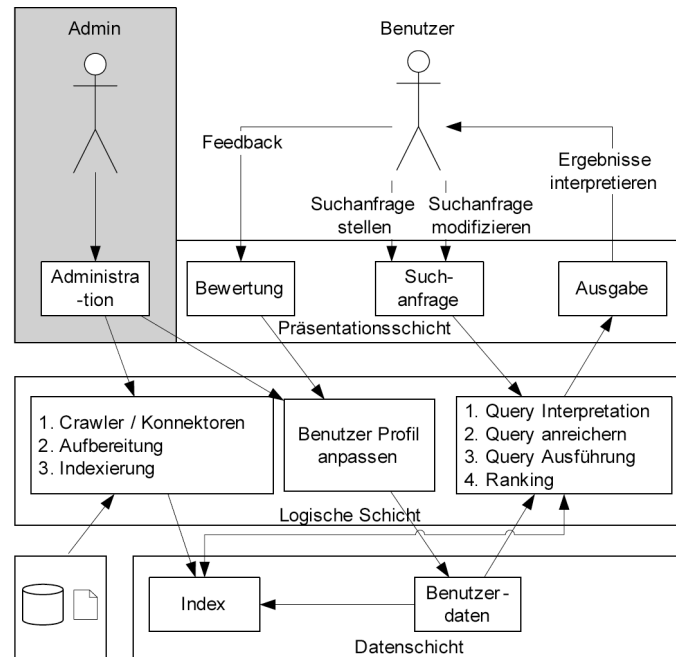 Admin
Benutzer
Feedback
Ergebnisse
interpretieren
Suchanfrage
stellen
Suchanfrage
modifizieren
Administra
-tion
Bewertung
Such-
anfrage
Ausgabe
Präsentationsschicht
1. Crawler / Konnektoren
2. Aufbereitung
3. Indexierung
Benutzer Profil
anpassen
1. Query Interpretation
2. Query anreichern
3. Query Ausführung
4. Ranking
Logische Schicht
Index
Benutzer-
daten
Datenschicht